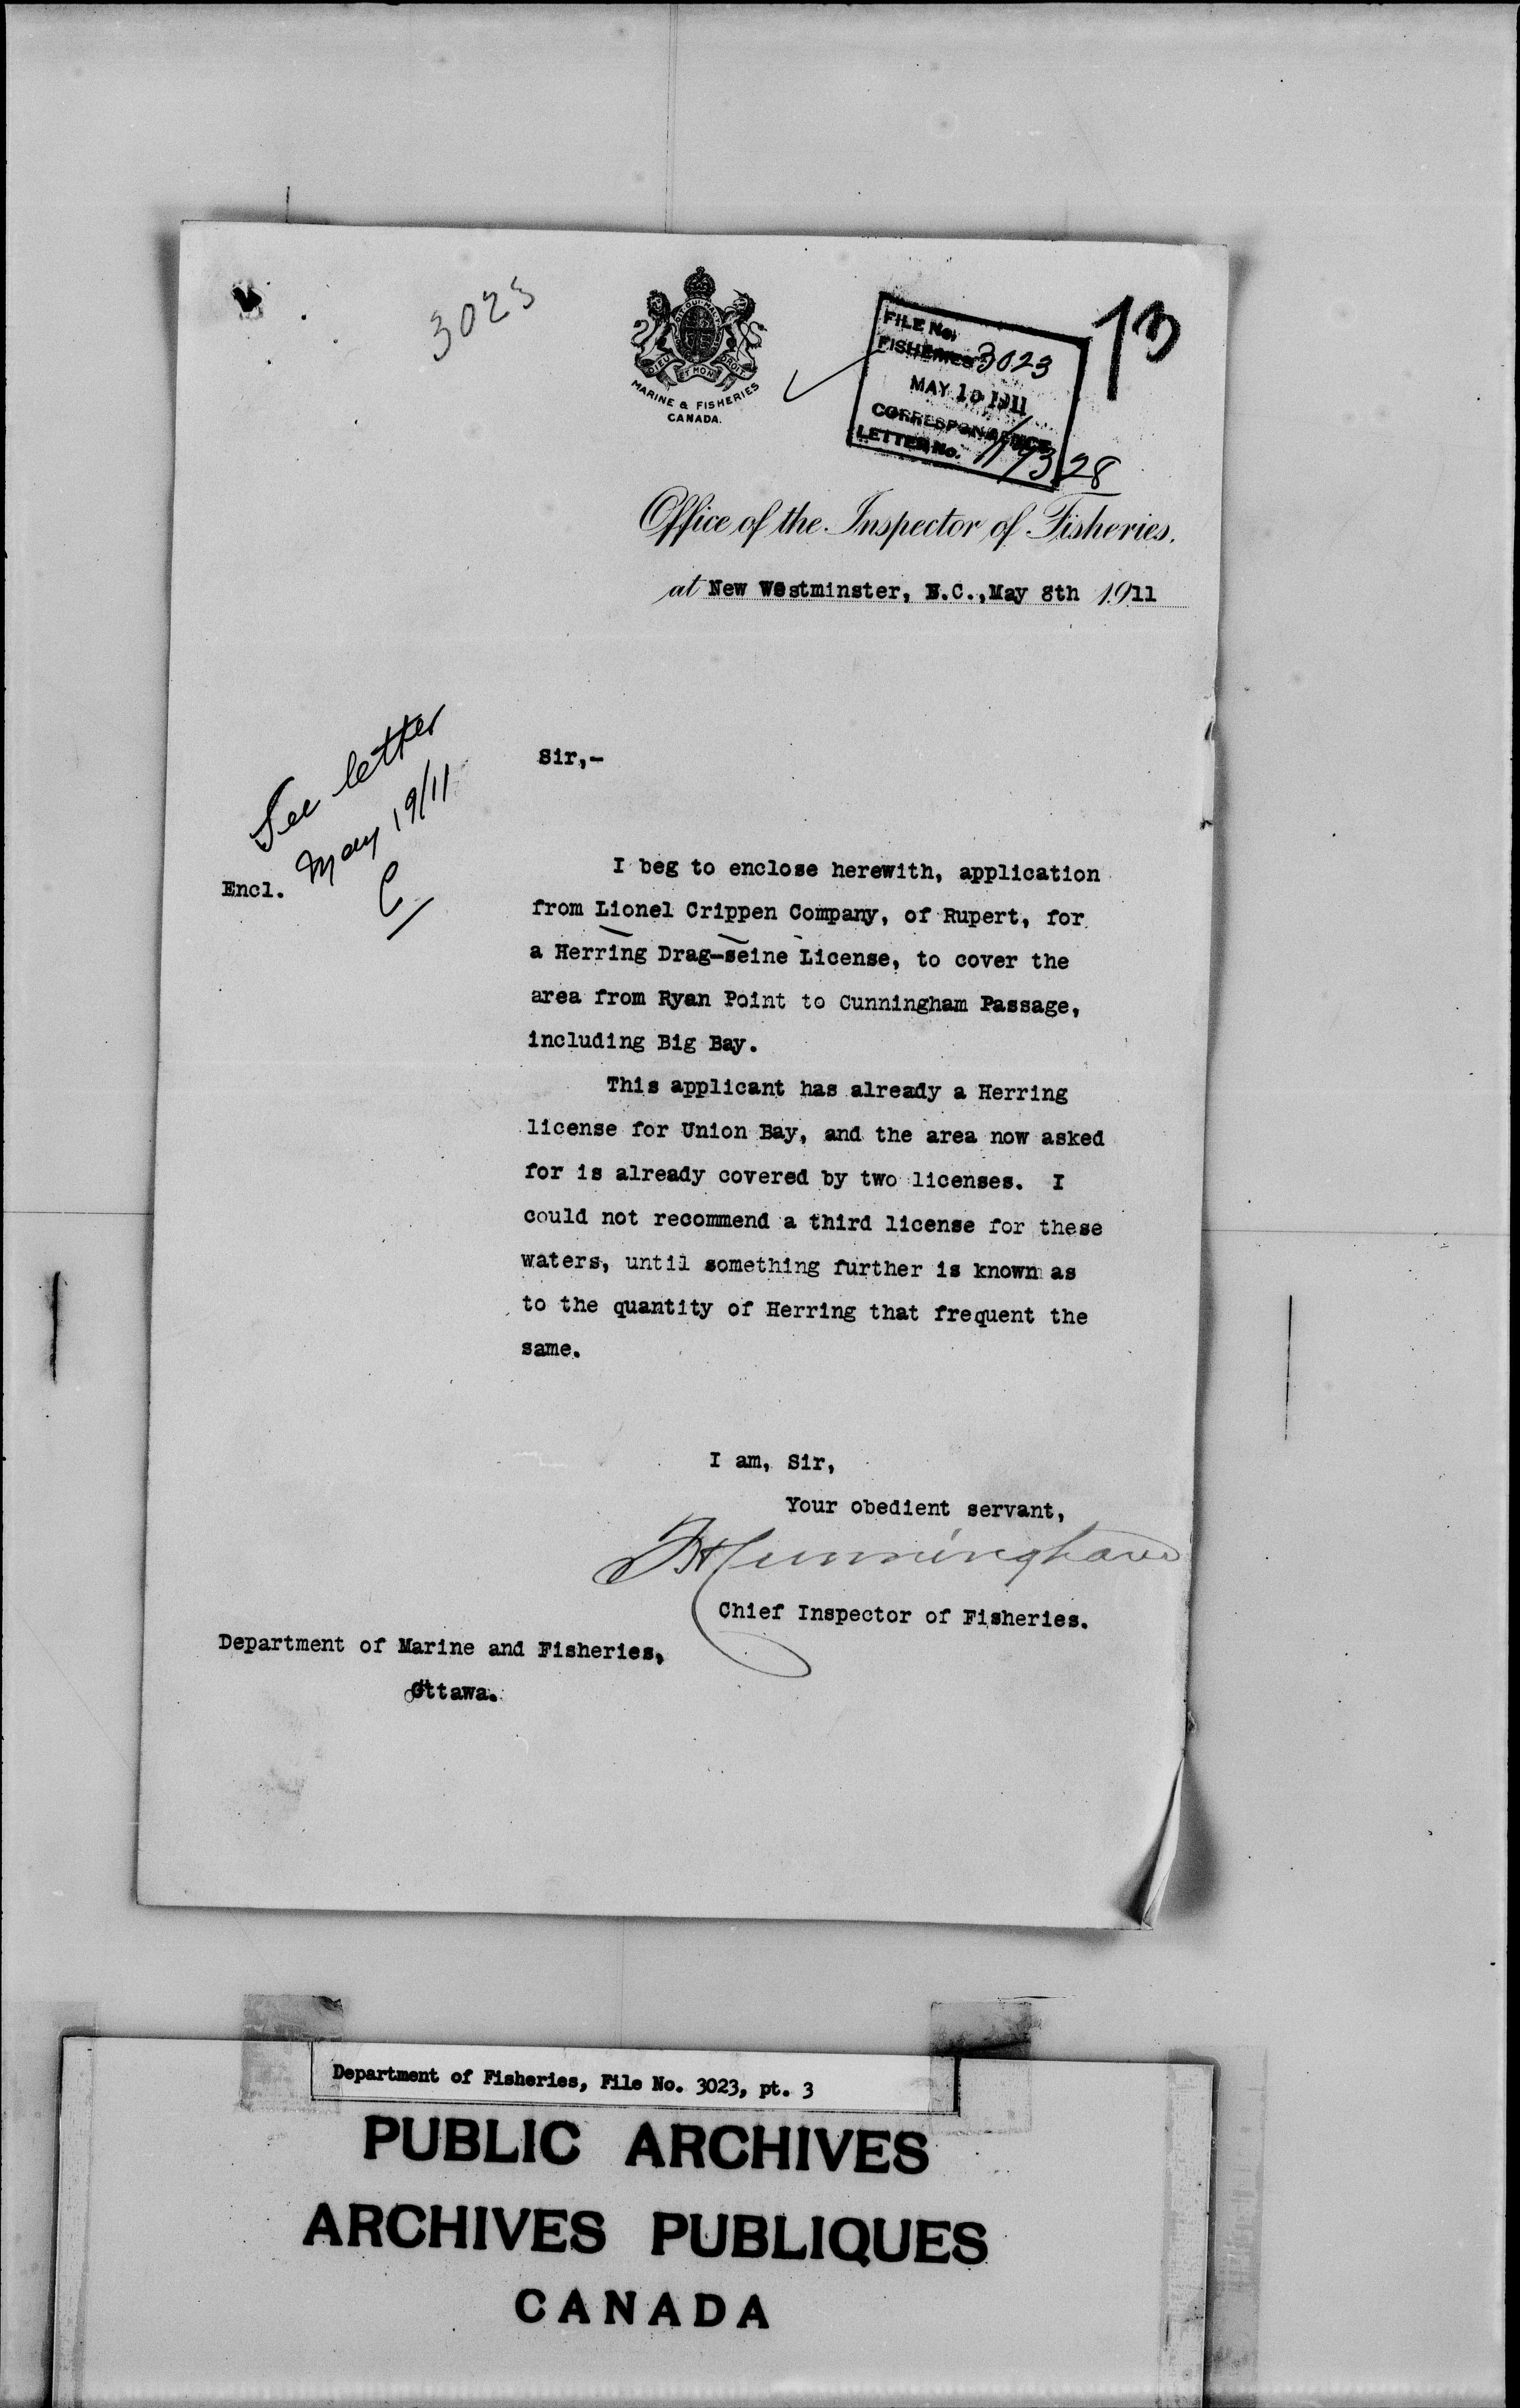 3023
DIEU ET MON DROIT
MARINE & FISHERIES
CANADA.
FILE No.
FISHERIES 3023
MAY 15 1911
CORRESPONDENCE
LETTER No.
13
Office of the Inspector of Fisheries.
at New Westminster, B.C., May 8th 1911
See letter
May 19/11
C
Sir,-
Encl.
I beg to enclose herewith, application
from Lionel Crippen Company, of Rupert, for
a Herring Drag-seine License, to cover the
area from Ryan Point to Cunningham Passage,
including Big Bay.
This applicant has already a Herring
license for Union Bay, and the area now asked
for is already covered by two licenses. I
could not recommend a third license for these
waters, until something further is known as
to the quantity of Herring that frequent the
same.
I am, Sir,
Your obedient servant,
F H Cunningham
Chief Inspector of Fisheries.
Department of Marine and Fisheries,
Ottawa.
Department of Fisheries, File No. 3023, pt. 3
PUBLIC ARCHIVES
ARCHIVES PUBLIQUES
CANADA